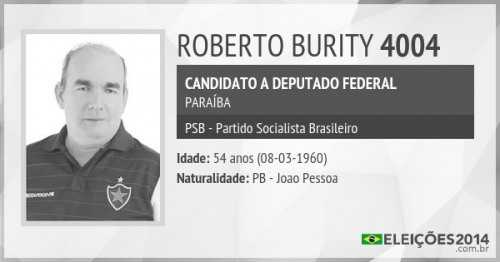 ROBERTO BURITY 4004
CANDIDATO A DEPUTADO FEDERAL
PARAÍBA
PSB - Partido Socialista Brasileiro
Idade: 54 anos (08-03-1960)
Naturalidade: PB - Joao Pessoa
ELEIÇÕES2014
.com.br